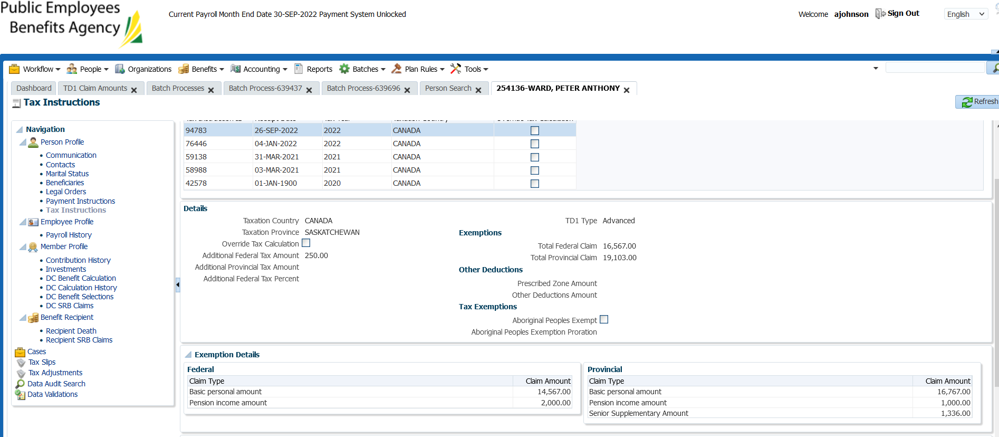 Public Employees
Benefits Agency
Current Payroll Month End Date 30-SEP-2022 Payment System Unlocked
Welcome ajohnson Sign Out English
Workflow People Organizations Benefits Accounting Reports Batches Plan Rules Tools
Dashboard TD1 Claim Amounts Batch Processes Batch Process-639437 Batch Process-639696 Person Search 254136-WARD, PETER ANTHONY
Tax Instructions
Refresh
Navigation
Person Profile
Communication
Contacts
Marital Status
Beneficiaries
Legal Orders
Payment Instructions
Tax Instructions
Employee Profile
Payroll History
Member Profile
Contribution History
Investments
DC Benefit Calculation
DC Calculation History
DC Benefit Selections
DC SRB Claims
Benefit Recipient
Recipient Death
Recipient SRB Claims
Cases
Tax Slips
Tax Adjustments
Data Audit Search
Data Validations
94783 26-SEP-2022 2022 CANADA
76446 04-JAN-2022 2022 CANADA
59138 31-MAR-2021 2021 CANADA
58988 03-MAR-2021 2021 CANADA
42578 01-JAN-1900 2020 CANADA
Details
Taxation Country CANADA
Taxation Province SASKATCHEWAN
Override Tax Calculation
Additional Federal Tax Amount 250.00
Additional Provincial Tax Amount
Additional Federal Tax Percent
TD1 Type Advanced
Exemptions
Total Federal Claim 16,567.00
Total Provincial Claim 19,103.00
Other Deductions
Prescribed Zone Amount
Other Deductions Amount
Tax Exemptions
Aboriginal Peoples Exempt
Aboriginal Peoples Exemption Proration
Exemption Details
Federal
Claim Type Claim Amount
Basic personal amount 14,567.00
Pension income amount 2,000.00
Provincial
Claim Type Claim Amount
Basic personal amount 16,767.00
Pension income amount 1,000.00
Senior Supplementary Amount 1,336.00